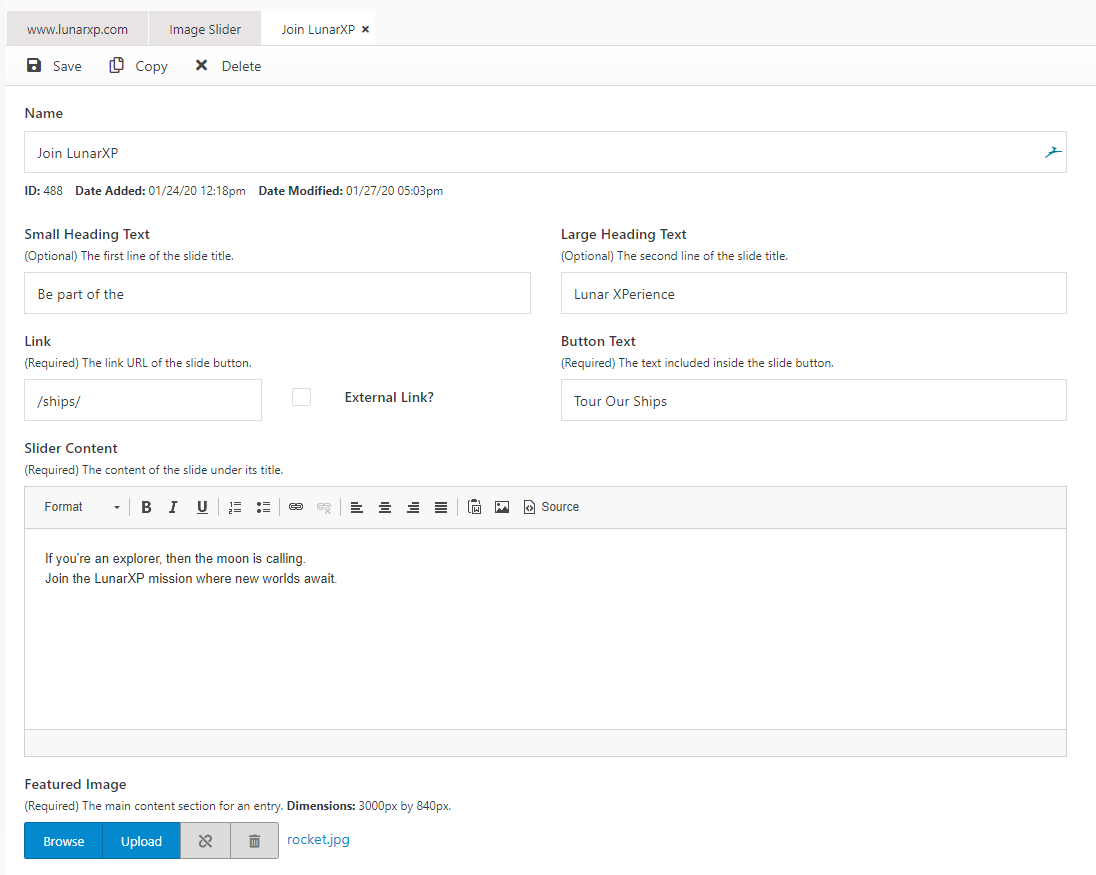 www.lunarxp.com Image Slider Join LunarXP ×
Save Copy Delete
Name
Join LunarXP
ID: 488 Date Added: 01/24/20 12:18pm Date Modified: 01/27/20 05:03pm
Small Heading Text
(Optional) The first line of the slide title.
Be part of the
Large Heading Text
(Optional) The second line of the slide title.
Lunar XPerience
Link
(Required) The link URL of the slide button.
/ships/
External Link?
Button Text
(Required) The text included inside the slide button.
Tour Our Ships
Slider Content
(Required) The content of the slide under its title.
Format B I U Source
If you're an explorer, then the moon is calling.
Join the LunarXP mission where new worlds await.
Featured Image
(Required) The main content section for an entry. Dimensions: 3000px by 840px.
Browse Upload rocket.jpg